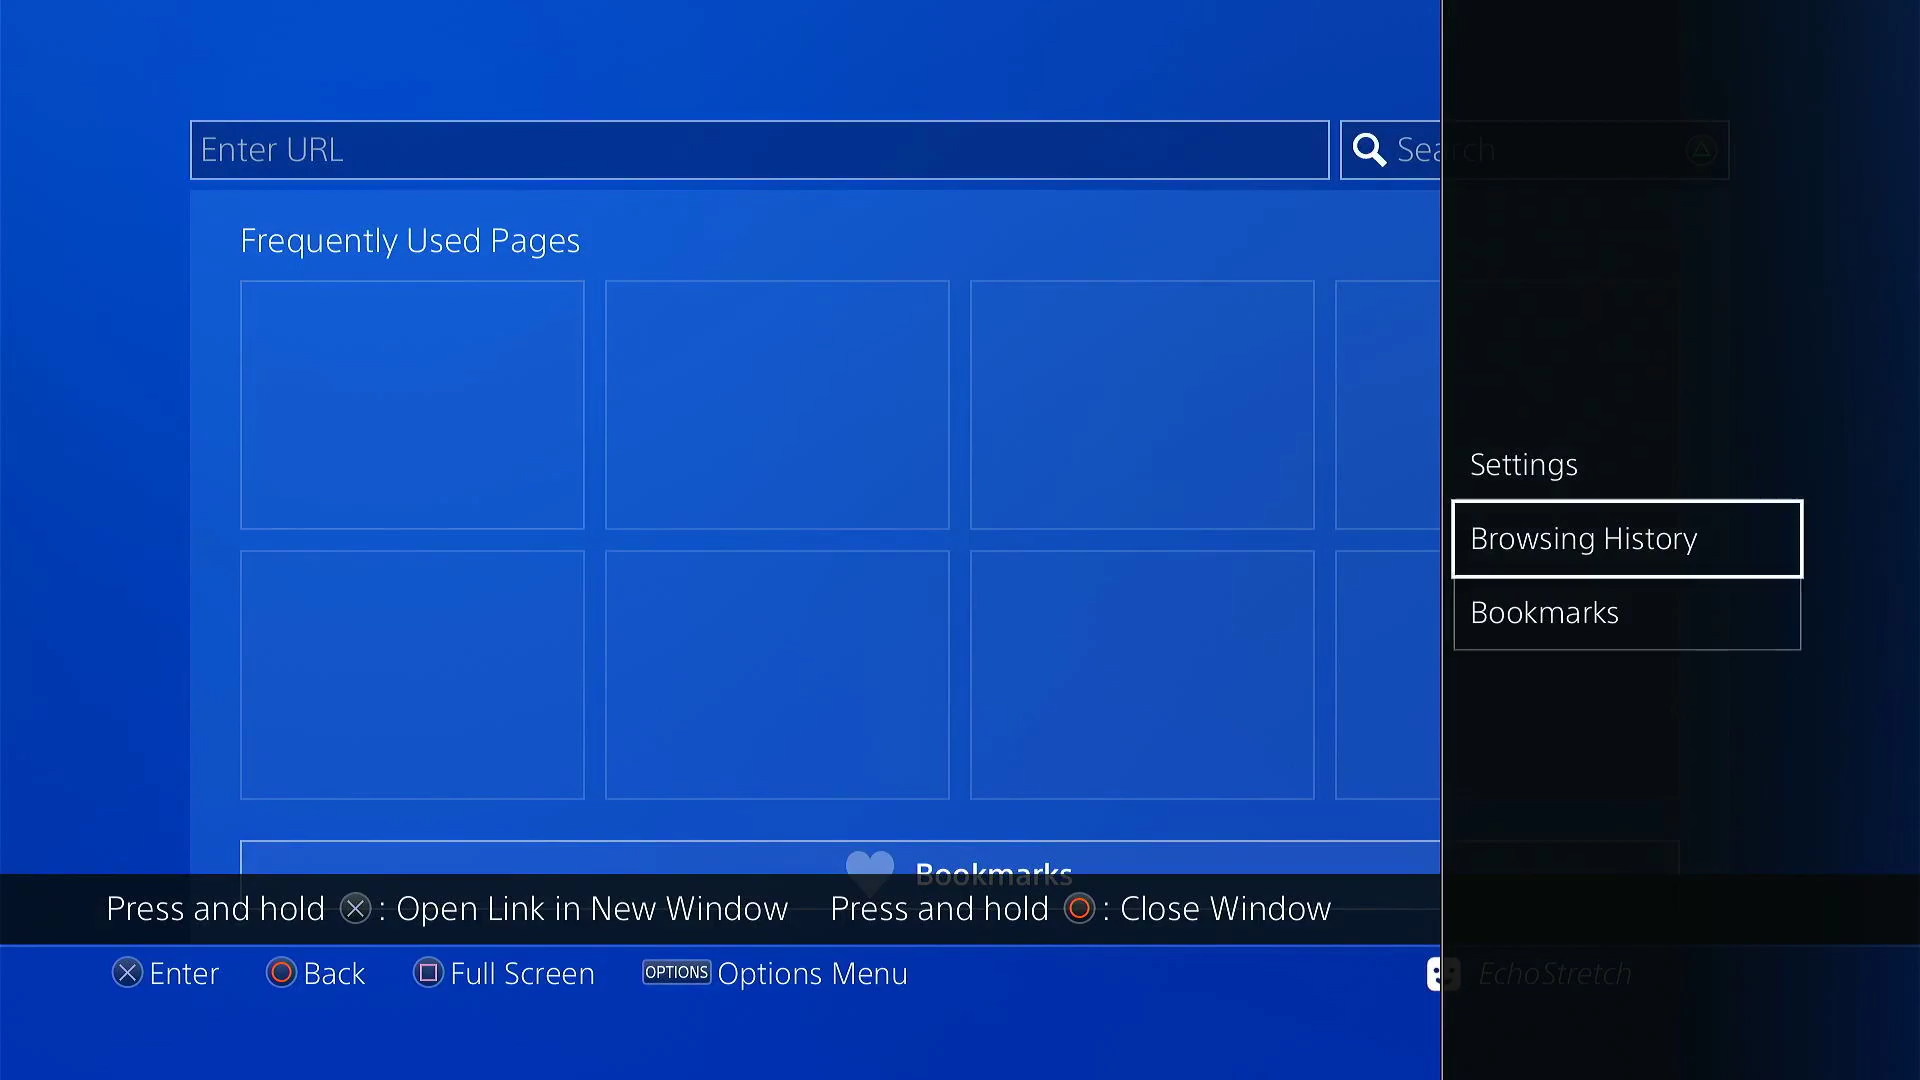 Enter URL
Search
Frequently Used Pages
Settings
Browsing History
Bookmarks
Bookmarks
Press and hold : Open Link in New Window Press and hold : Close Window
Enter Back Full Screen OPTIONS Options Menu EchoStretch